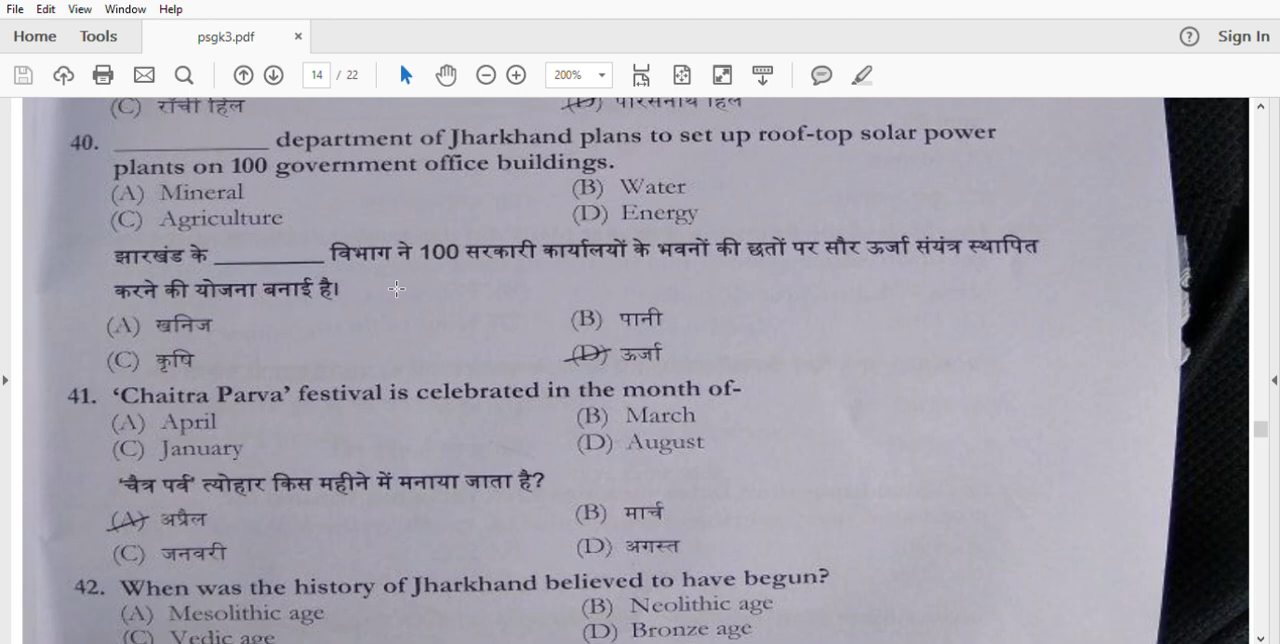 File Edit View Window Help
Home Tools psgk3.pdf × ? Sign In
14 / 22 200%
(C) राँची हिल (D) पारसनाथ हिल
40. ____________ department of Jharkhand plans to set up roof-top solar power
plants on 100 government office buildings.
(A) Mineral (B) Water
(C) Agriculture (D) Energy
झारखंड के __________ विभाग ने 100 सरकारी कार्यालयों के भवनों की छतों पर सौर ऊर्जा संयंत्र स्थापित
करने की योजना बनाई है।
(A) खनिज (B) पानी
(C) कृषि (D) ऊर्जा
41. ‘Chaitra Parva’ festival is celebrated in the month of-
(A) April (B) March
(C) January (D) August
‘चैत्र पर्व’ त्योहार किस महीने में मनाया जाता है?
(A) अप्रैल (B) मार्च
(C) जनवरी (D) अगस्त
42. When was the history of Jharkhand believed to have begun?
(A) Mesolithic age (B) Neolithic age
(C) Vedic age (D) Bronze age